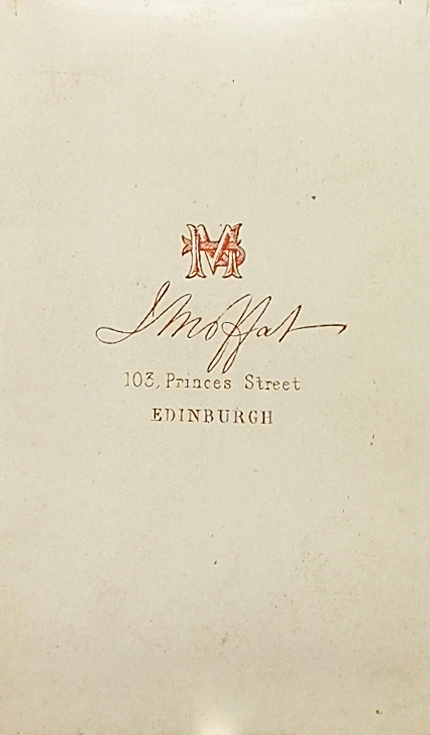 J Moffat
103, Princes Street
EDINBURGH